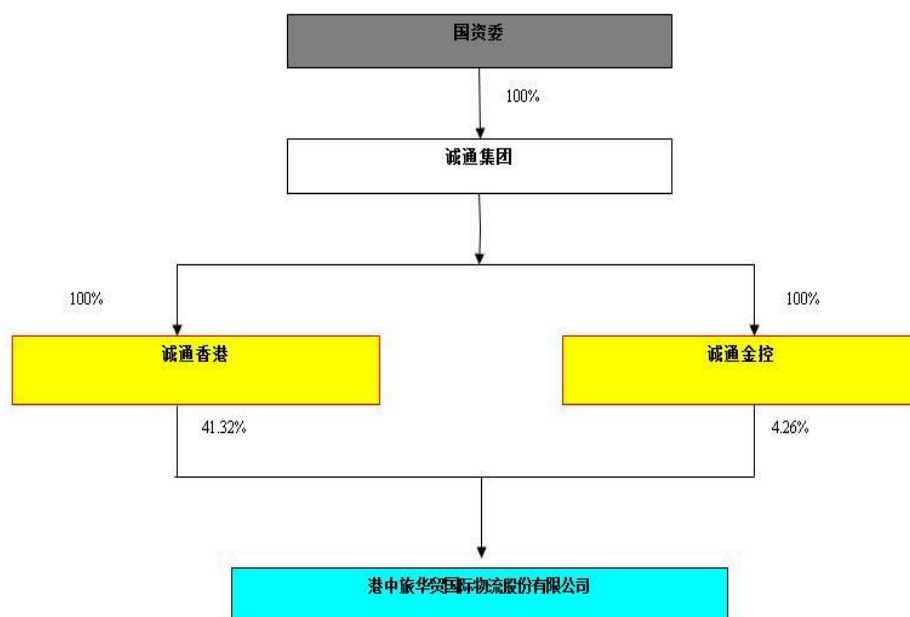 国资委
100%
诚通集团
100%
100%
诚通香港
诚通金控
41.32%
4.26%
港中旅华贸国际物流股份有限公司